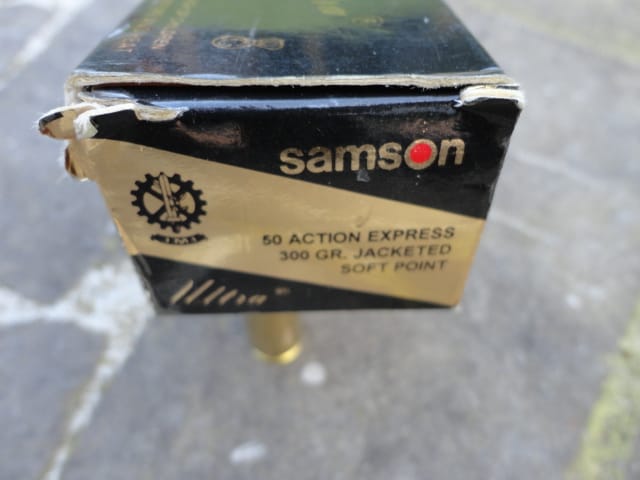 samson
IMI
50 ACTION EXPRESS
300 GR. JACKETED
SOFT POINT
Ultra®